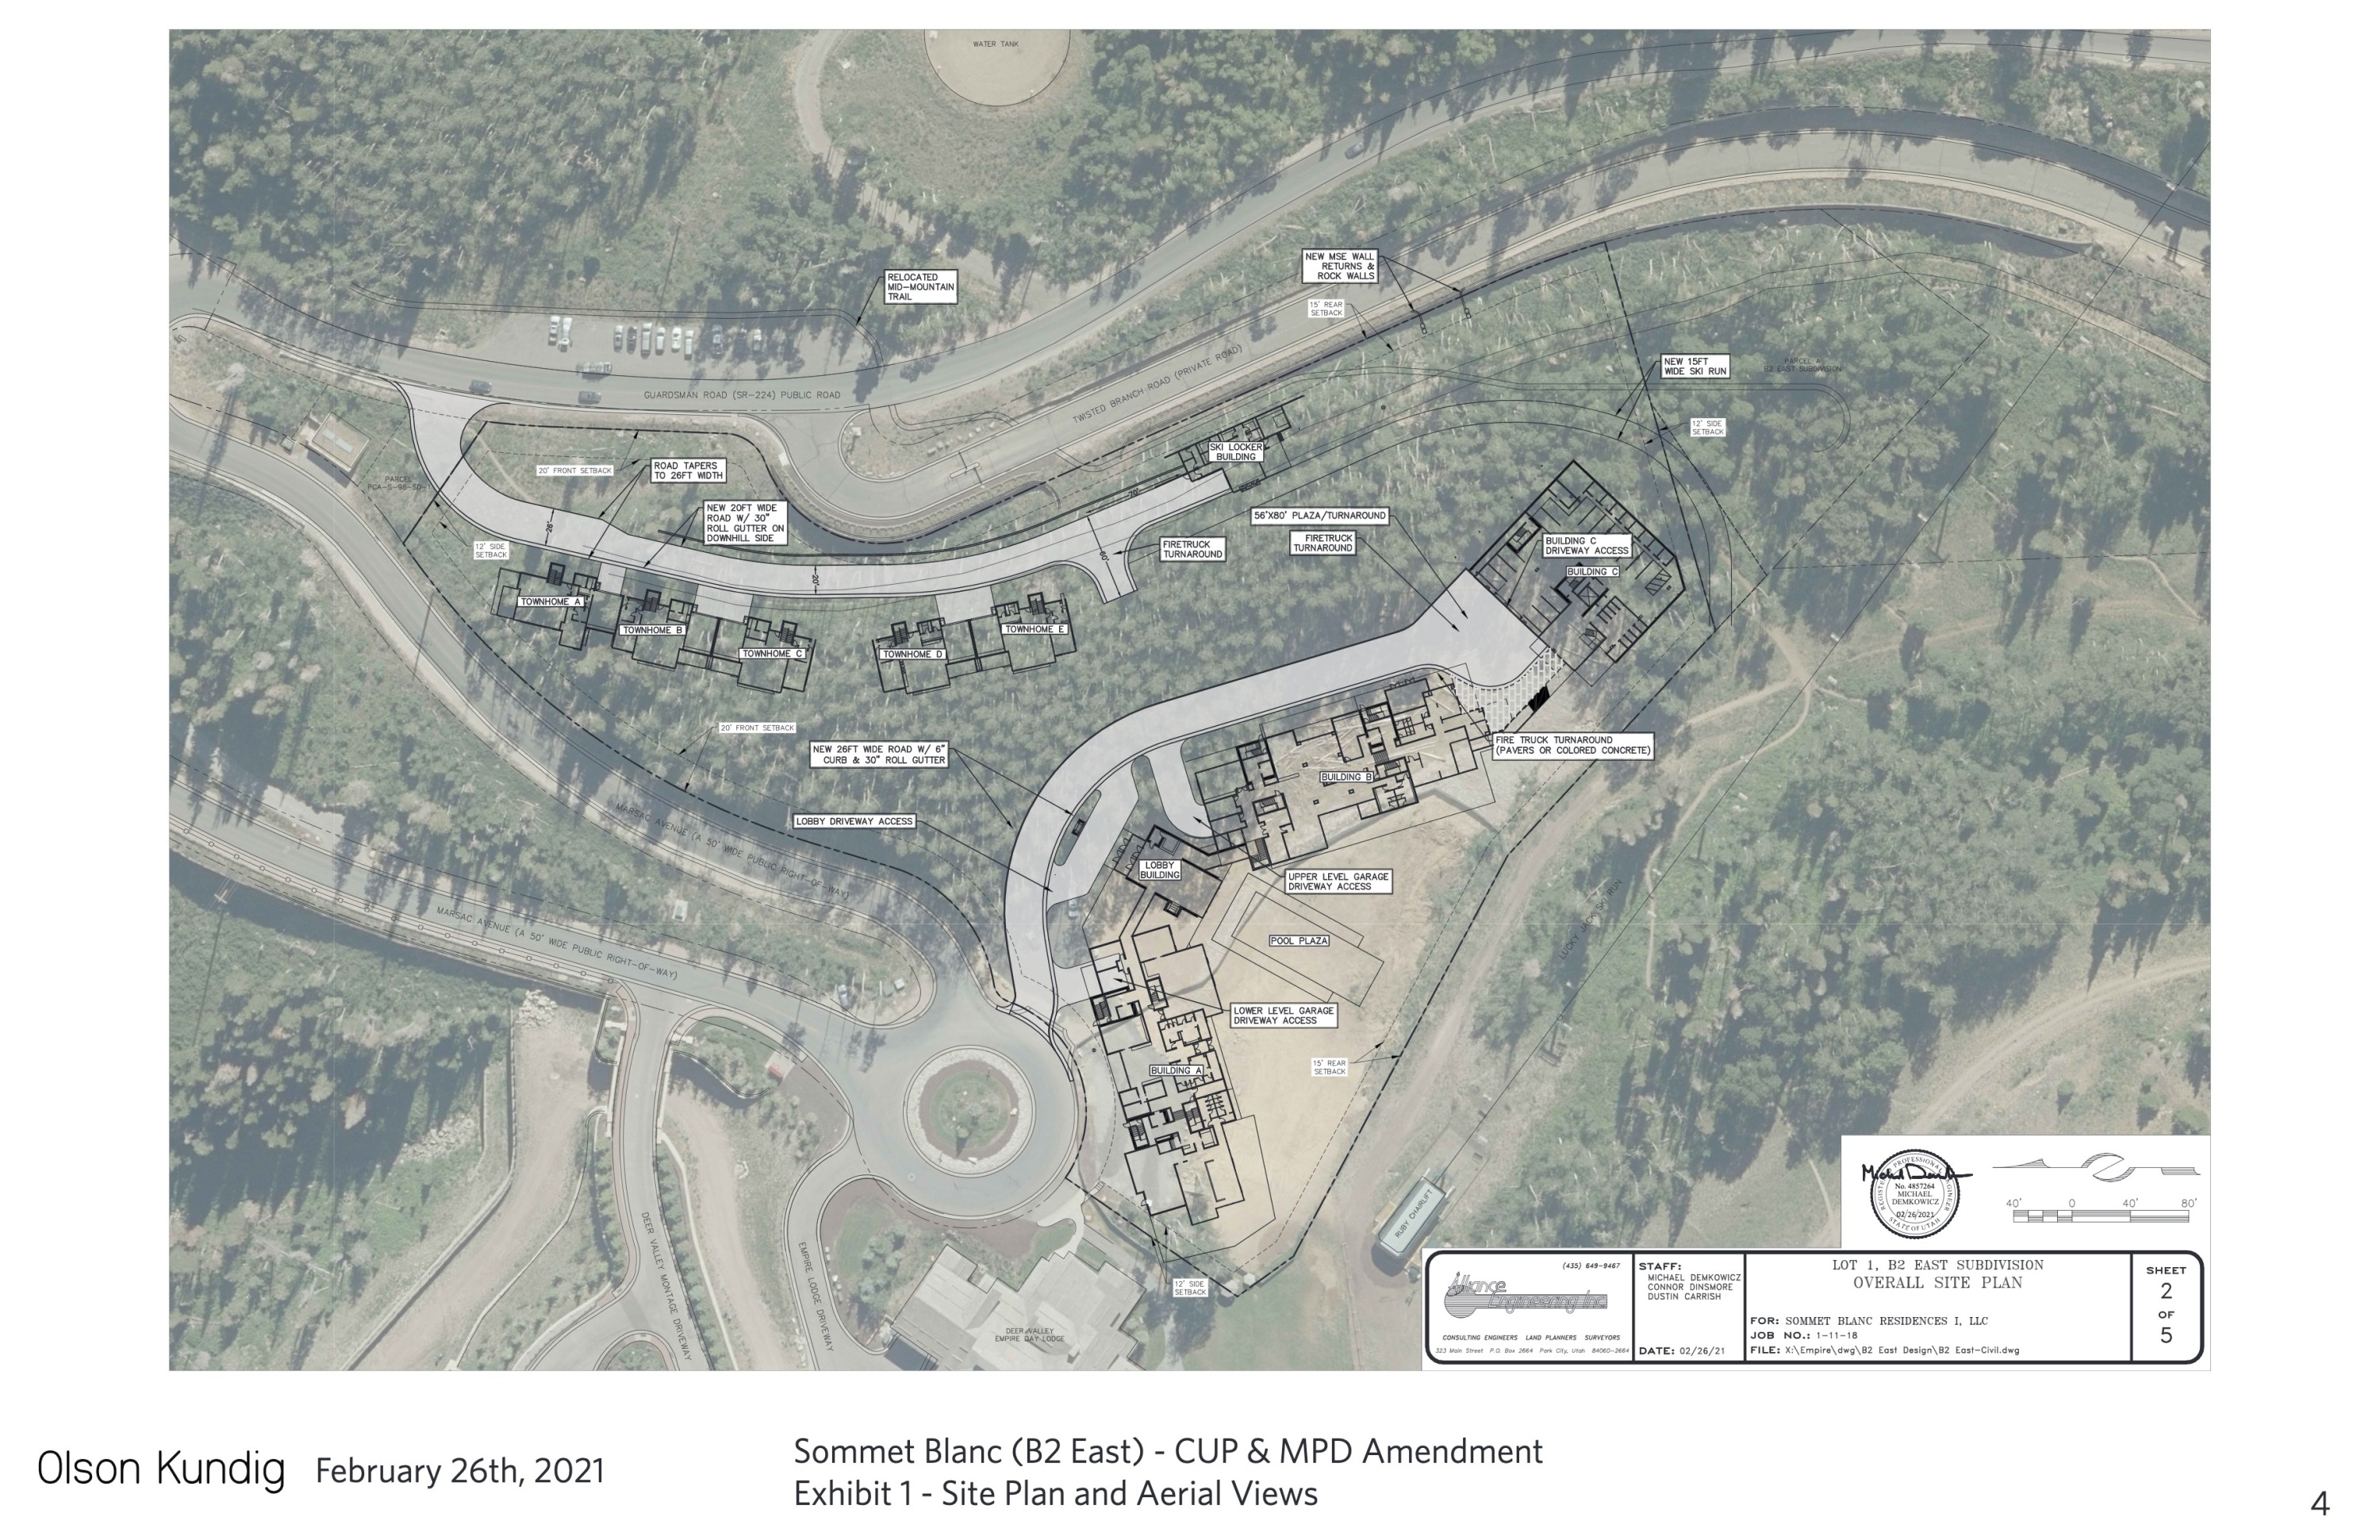 WATER TANK
RELOCATED
MID-MOUNTAIN
TRAIL
NEW MSE WALL
RETURNS &
ROCK WALLS
15' REAR
SETBACK
NEW 15FT
WIDE SKI RUN
PARCEL A
B2 EAST SUBDIVISION
12' SIDE
SETBACK
GUARDSMAN ROAD (SR-224) PUBLIC ROAD
TWISTED BRANCH ROAD (PRIVATE ROAD)
SKI LOCKER
BUILDING
20' FRONT SETBACK
ROAD TAPERS
TO 26FT WIDTH
PARCEL
PCA-S-98-SD-1
NEW 20FT WIDE
ROAD W/ 30"
ROLL GUTTER ON
DOWNHILL SIDE
26'
20'
70'
60'
12' SIDE
SETBACK
56'X80' PLAZA/TURNAROUND
FIRETRUCK
TURNAROUND
FIRETRUCK
TURNAROUND
BUILDING C
DRIVEWAY ACCESS
BUILDING C
TOWNHOME A
TOWNHOME B
TOWNHOME C
TOWNHOME D
TOWNHOME E
20' FRONT SETBACK
NEW 26FT WIDE ROAD W/ 6"
CURB & 30" ROLL GUTTER
FIRE TRUCK TURNAROUND
(PAVERS OR COLORED CONCRETE)
BUILDING B
LOBBY DRIVEWAY ACCESS
MARSAC AVENUE (A 50' WIDE PUBLIC RIGHT-OF-WAY)
LOBBY
BUILDING
UPPER LEVEL GARAGE
DRIVEWAY ACCESS
MARSAC AVENUE (A 50' WIDE PUBLIC RIGHT-OF-WAY)
POOL PLAZA
LUCKY JACK SKI RUN
LOWER LEVEL GARAGE
DRIVEWAY ACCESS
15' REAR
SETBACK
BUILDING A
RUBY CHAIRLIFT
DEER VALLEY MONTAGE DRIVEWAY
EMPIRE LODGE DRIVEWAY
12' SIDE
SETBACK
DEER VALLEY
EMPIRE DAY LODGE
REGISTERED PROFESSIONAL ENGINEER
No. 4857264
MICHAEL
DEMKOWICZ
02/26/2021
STATE OF UTAH
40' 0 40' 80'
(435) 649-9467
Alliance
Engineering Inc.
CONSULTING ENGINEERS LAND PLANNERS SURVEYORS
323 Main Street P.O. Box 2664 Park City, Utah 84060-2664
STAFF:
MICHAEL DEMKOWICZ
CONNOR DINSMORE
DUSTIN CARRISH
DATE: 02/26/21
LOT 1, B2 EAST SUBDIVISION
OVERALL SITE PLAN
FOR: SOMMET BLANC RESIDENCES I, LLC
JOB NO.: 1-11-18
FILE: X:\Empire\dwg\B2 East Design\B2 East-Civil.dwg
SHEET
2
OF
5
Olson Kundig February 26th, 2021
Sommet Blanc (B2 East) - CUP & MPD Amendment
Exhibit 1 - Site Plan and Aerial Views
4